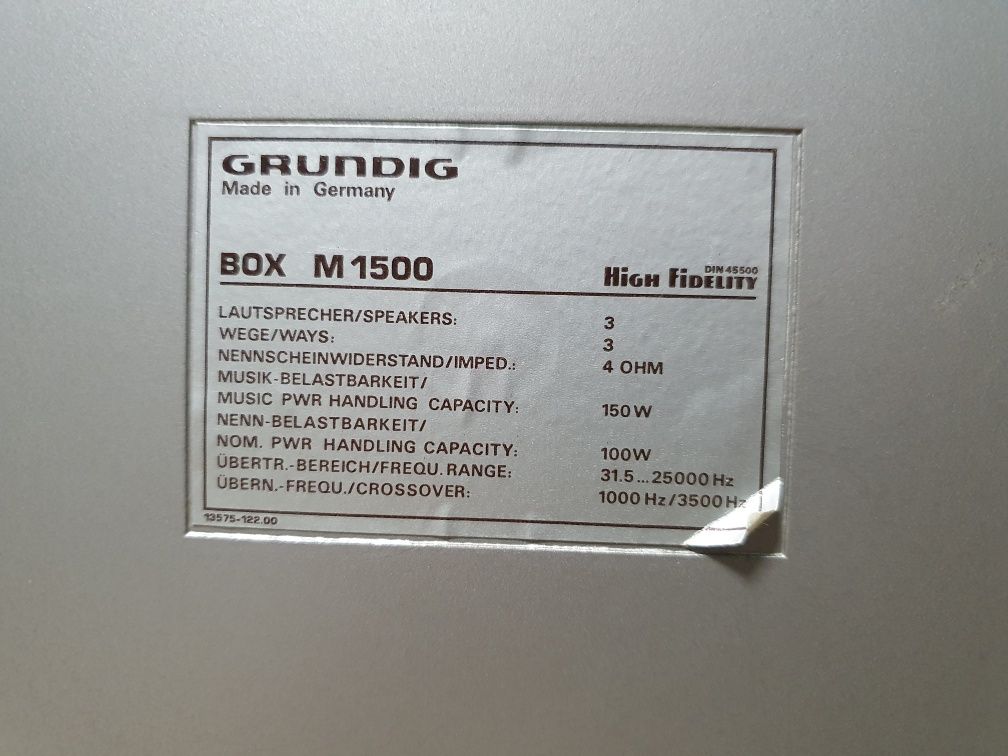 GRUNDIG
Made in Germany
BOX M 1500
DIN 45500
HIGH FIDELITY
LAUTSPRECHER/SPEAKERS: 3
WEGE/WAYS: 3
NENNSCHEINWIDERSTAND/IMPED.: 4 OHM
MUSIK-BELASTBARKEIT/
MUSIC PWR HANDLING CAPACITY: 150 W
NENN-BELASTBARKEIT/
NOM. PWR HANDLING CAPACITY: 100W
ÜBERTR.-BEREICH/FREQU. RANGE: 31.5...25000 Hz
ÜBERN.-FREQU./CROSSOVER: 1000 Hz/3500 Hz
13575-122.00